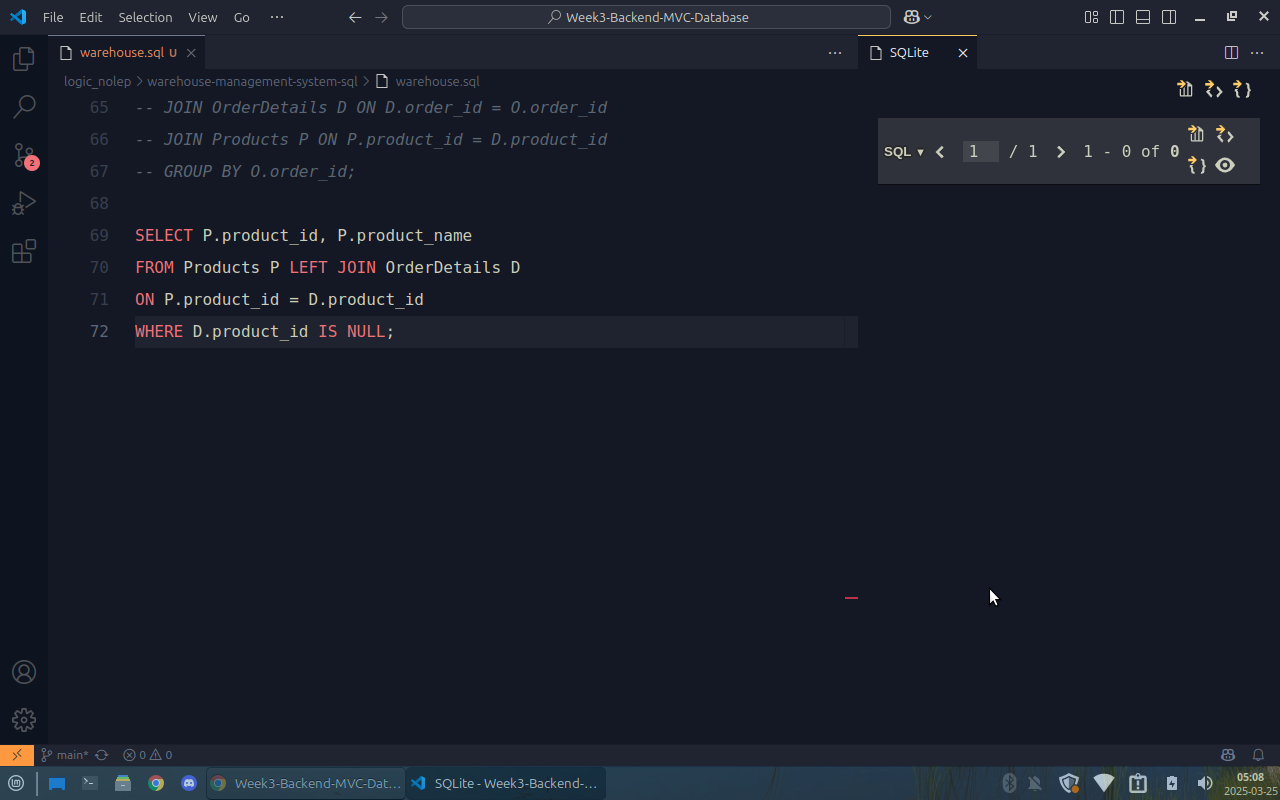 File Edit Selection View Go ···
Week3-Backend-MVC-Database
warehouse.sql U
SQLite
logic_nolep > warehouse-management-system-sql > warehouse.sql
65 -- JOIN OrderDetails D ON D.order_id = O.order_id
66 -- JOIN Products P ON P.product_id = D.product_id
67 -- GROUP BY O.order_id;
68
69 SELECT P.product_id, P.product_name
70 FROM Products P LEFT JOIN OrderDetails D
71 ON P.product_id = D.product_id
72 WHERE D.product_id IS NULL;
SQL ▾ < 1 / 1 > 1 - 0 of 0
2
main* 0 0
Week3-Backend-MVC-Dat...
SQLite - Week3-Backend-...
05:08
2025-03-25